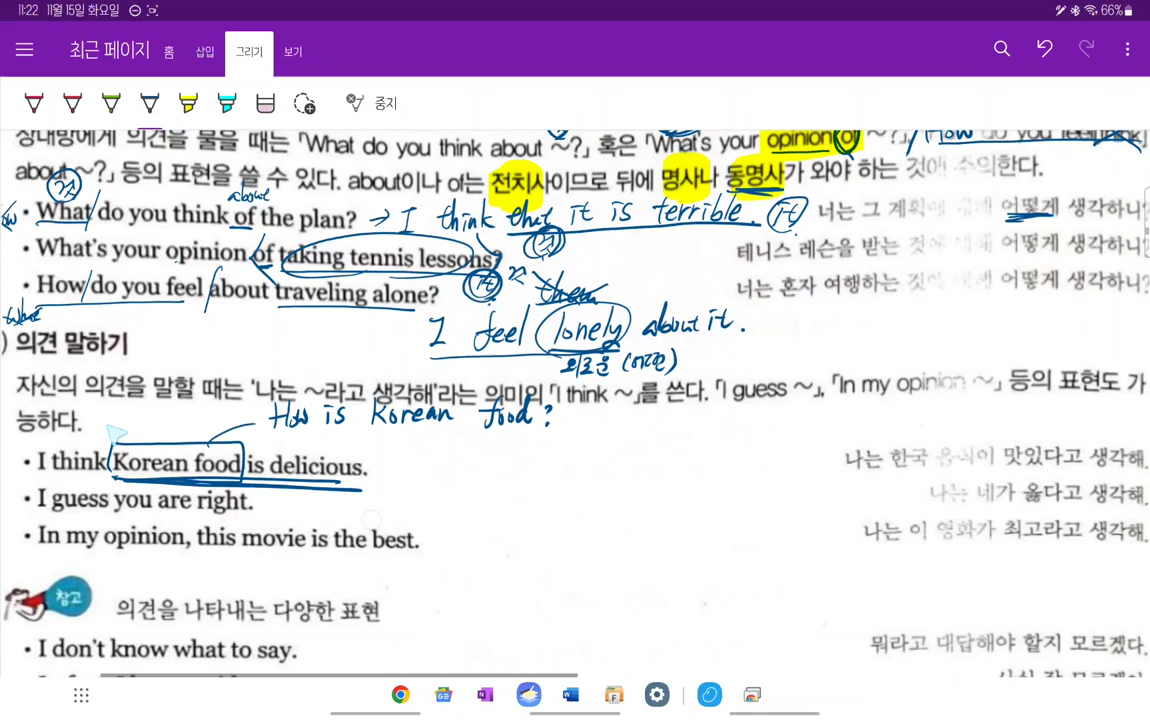 11:22 11월 15일 화요일 66%
최근 페이지 홈 삽입 그리기 보기
중지
상대방에게 의견을 물을 때는 「What do you think about ~?」 혹은 「What's your opinion of ~?」, 「How do you feel
about ~?」 등의 표현을 쓸 수 있다. about이나 of는 전치사이므로 뒤에 명사나 동명사가 와야 하는 것에 주의한다.
about
• What do you think of the plan? → I think that it is terrible. it 너는 그 계획에 대해 어떻게 생각하니?
• What's your opinion of taking tennis lessons? 테니스 레슨을 받는 것에 대해 어떻게 생각하니?
• How do you feel about traveling alone? it them 너는 혼자 여행하는 것에 대해 어떻게 생각하니?
I feel lonely about it.
) 의견 말하기
외로운
자신의 의견을 말할 때는 '나는 ~라고 생각해'라는 의미의 「I think ~」를 쓴다. 「I guess ~」, 「In my opinion ~」 등의 표현도 가
능하다. How is Korean food?
• I think Korean food is delicious. 나는 한국 음식이 맛있다고 생각해.
• I guess you are right. 나는 네가 옳다고 생각해.
• In my opinion, this movie is the best. 나는 이 영화가 최고라고 생각해.
참고 의견을 나타내는 다양한 표현
• I don't know what to say. 뭐라고 대답해야 할지 모르겠다.